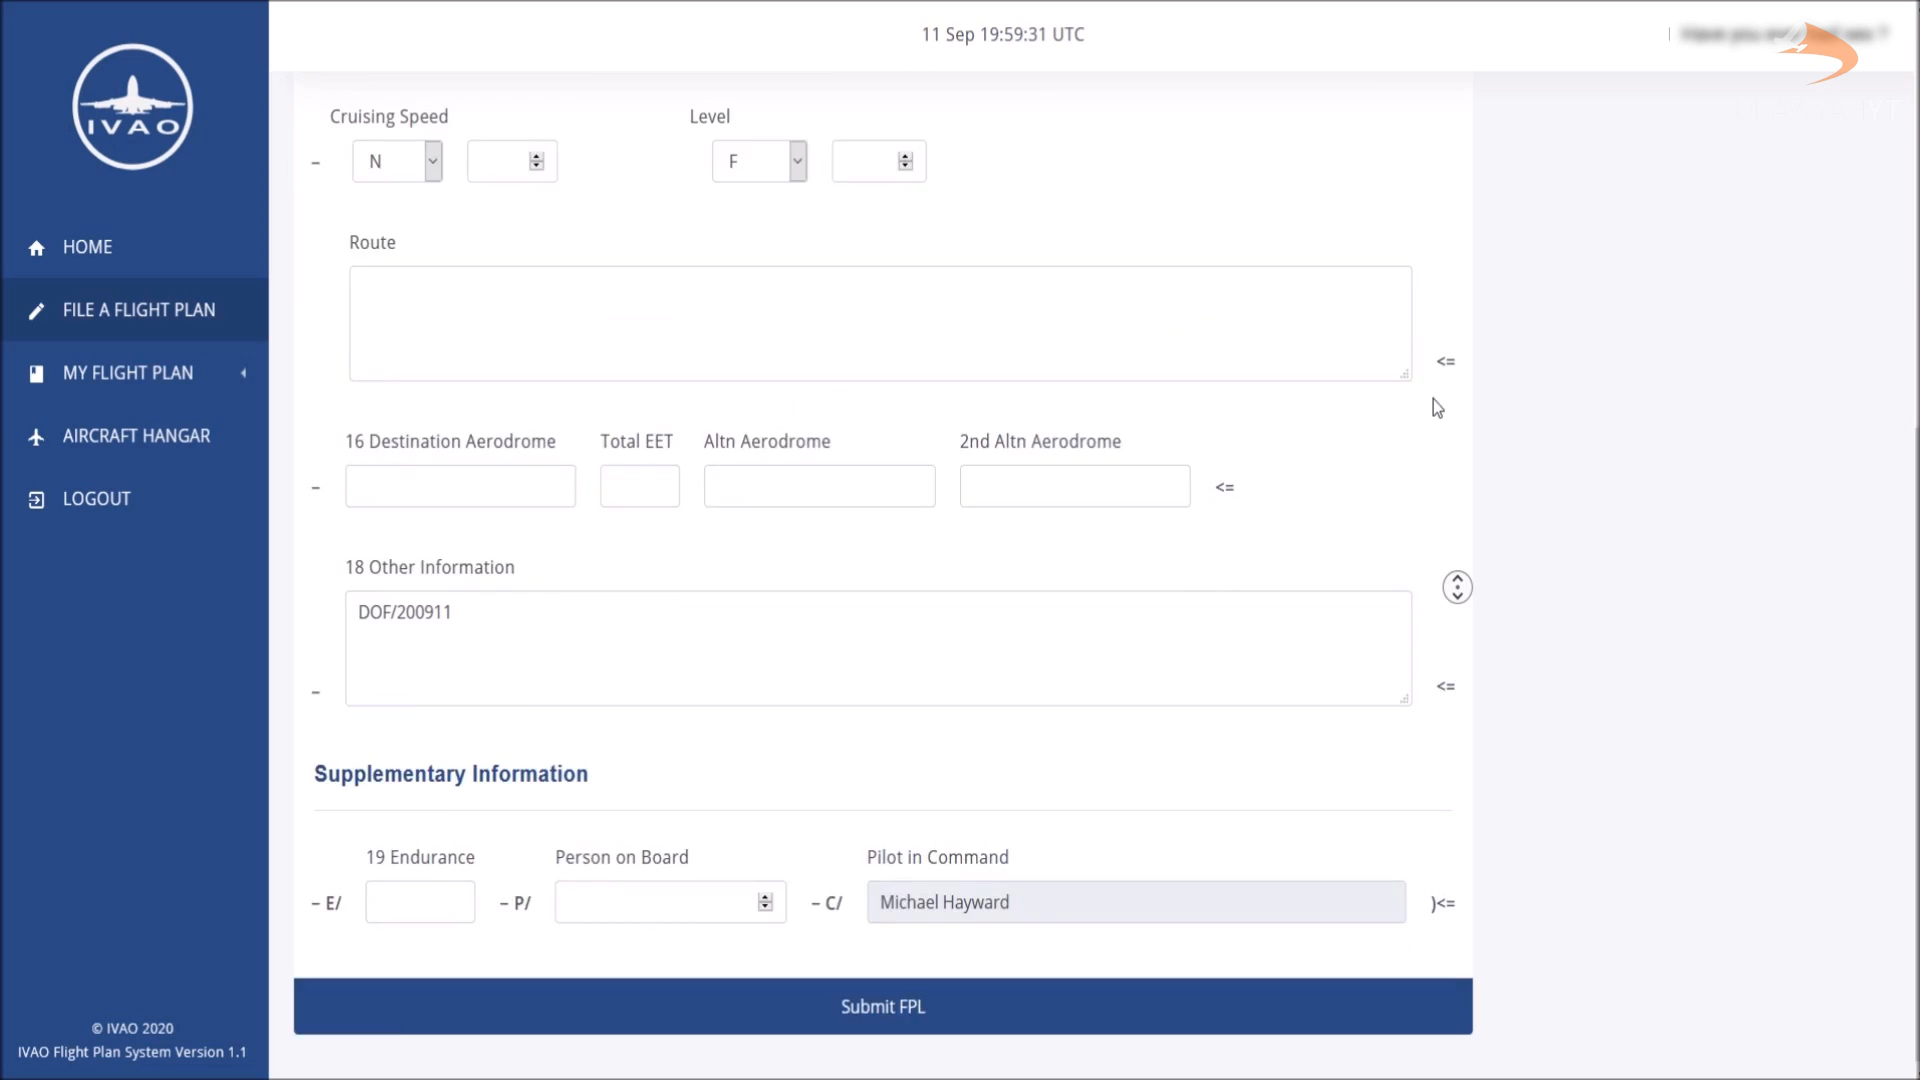 11 Sep 19:59:31 UTC
IVAO
HOME
FILE A FLIGHT PLAN
MY FLIGHT PLAN
AIRCRAFT HANGAR
LOGOUT
© IVAO 2020
IVAO Flight Plan System Version 1.1
Cruising Speed Level
– N F
Route
<=
16 Destination Aerodrome Total EET Altn Aerodrome 2nd Altn Aerodrome
– <=
18 Other Information
DOF/200911
– <=
Supplementary Information
19 Endurance Person on Board Pilot in Command
– E/ – P/ – C/ Michael Hayward )<=
Submit FPL